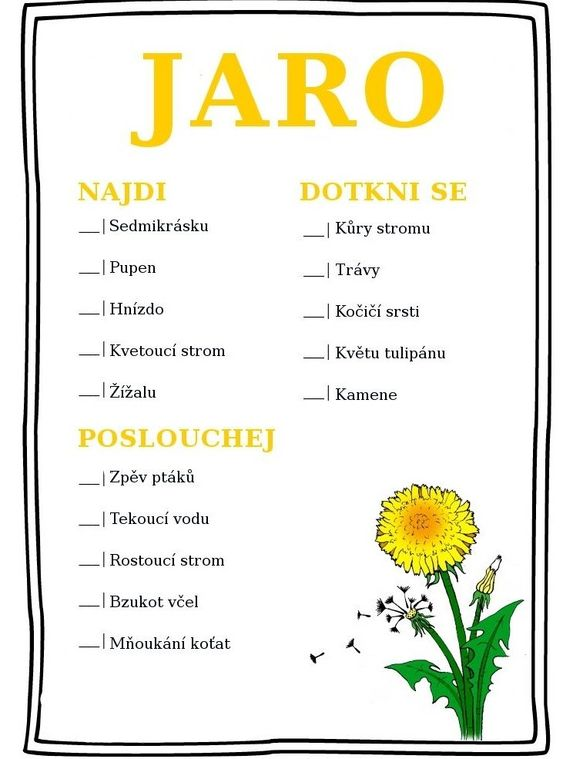 JARO
NAJDI
__| Sedmikrásku
__| Pupen
__| Hnízdo
__| Kvetoucí strom
__| Žížalu
DOTKNI SE
__| Kůry stromu
__| Trávy
__| Kočičí srsti
__| Květu tulipánu
__| Kamene
POSLOUCHEJ
__| Zpěv ptáků
__| Tekoucí vodu
__| Rostoucí strom
__| Bzukot včel
__| Mňoukání koťat